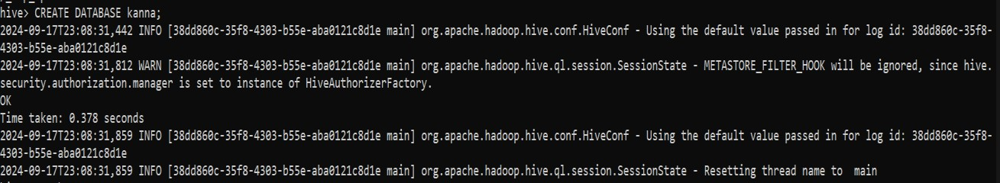 hive> CREATE DATABASE kanna;
2024-09-17T23:08:31,442 INFO [38dd860c-35f8-4303-b55e-aba0121c8d1e main] org.apache.hadoop.hive.conf.HiveConf - Using the default value passed in for log id: 38dd860c-35f8-
4303-b55e-aba0121c8d1e
2024-09-17T23:08:31,812 WARN [38dd860c-35f8-4303-b55e-aba0121c8d1e main] org.apache.hadoop.hive.ql.session.SessionState - METASTORE_FILTER_HOOK will be ignored, since hive.
security.authorization.manager is set to instance of HiveAuthorizerFactory.
OK
Time taken: 0.378 seconds
2024-09-17T23:08:31,859 INFO [38dd860c-35f8-4303-b55e-aba0121c8d1e main] org.apache.hadoop.hive.conf.HiveConf - Using the default value passed in for log id: 38dd860c-35f8-
4303-b55e-aba0121c8d1e
2024-09-17T23:08:31,859 INFO [38dd860c-35f8-4303-b55e-aba0121c8d1e main] org.apache.hadoop.hive.ql.session.SessionState - Resetting thread name to  main